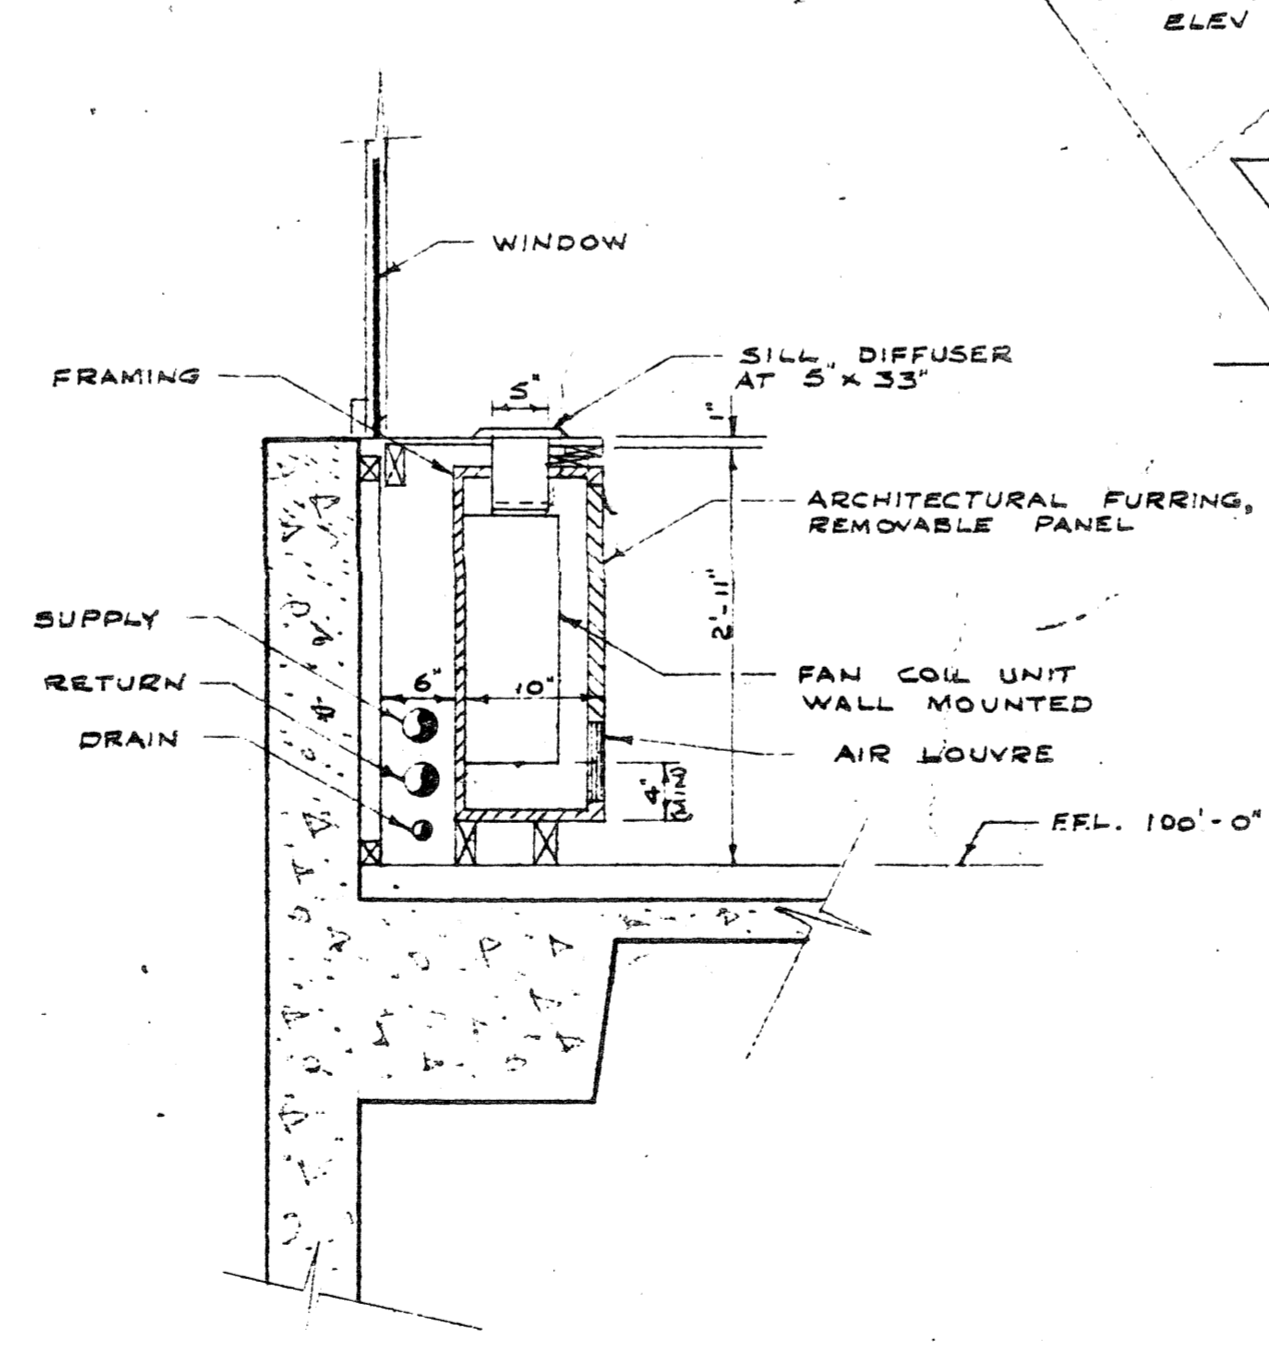 ELEV
WINDOW
FRAMING
5"
SILL DIFFUSER
AT 5" x 33"
1"
ARCHITECTURAL FURRING,
REMOVABLE PANEL
2'-11"
SUPPLY
RETURN
DRAIN
6"
10"
FAN COIL UNIT
WALL MOUNTED
AIR LOUVRE
4"
(MIN)
F.F.L. 100'-0"